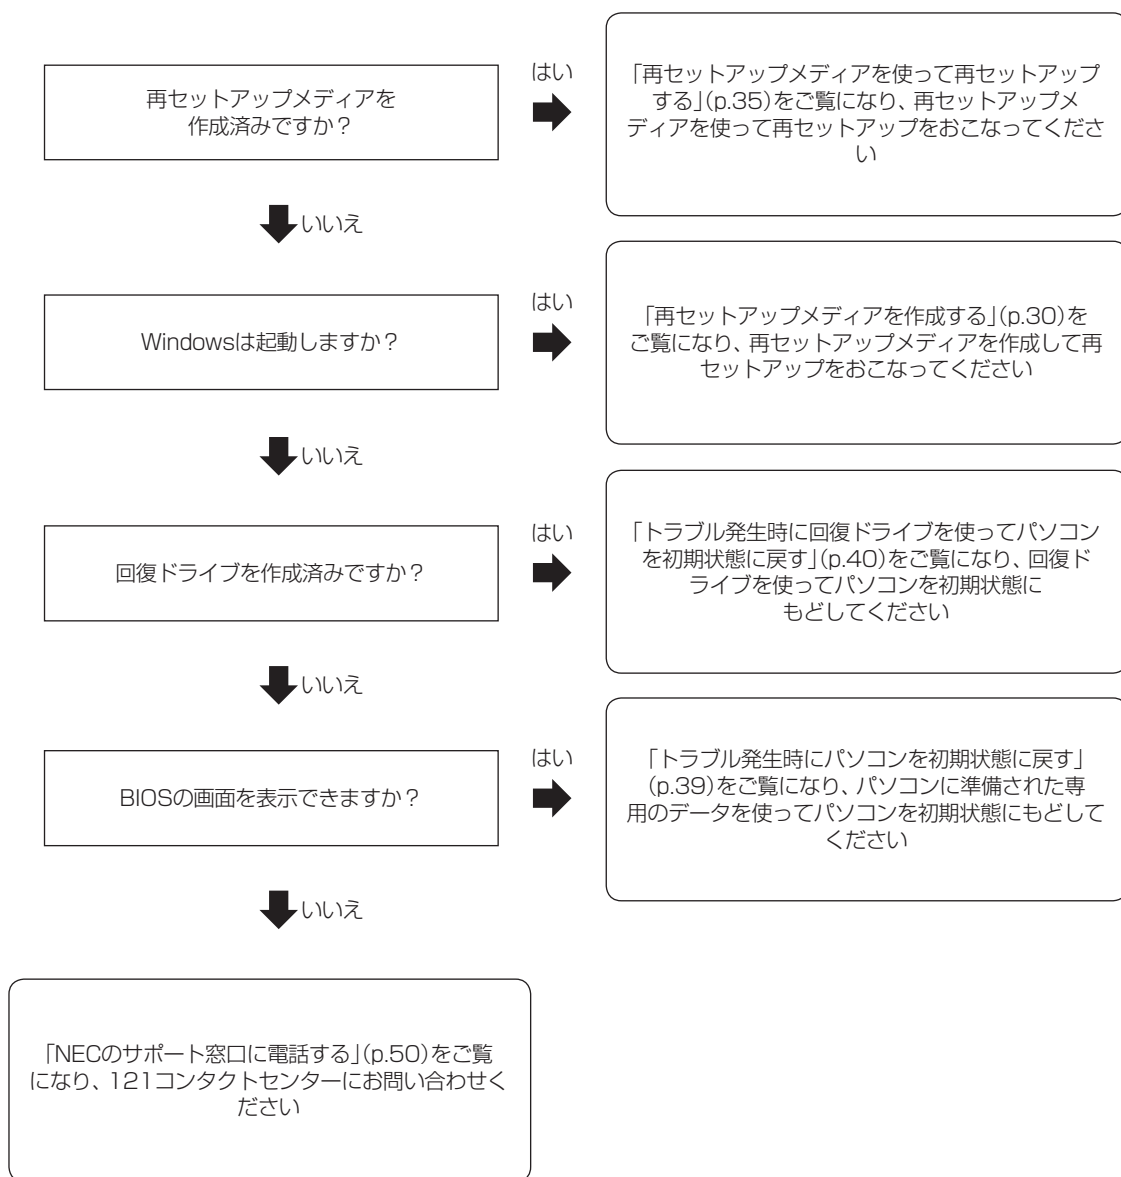 再セットアップメディアを
作成済みですか？
はい
「再セットアップメディアを使って再セットアップ
する」(p.35)をご覧になり、再セットアップメ
ディアを使って再セットアップをおこなってくださ
い
いいえ
Windowsは起動しますか？
はい
「再セットアップメディアを作成する」(p.30)を
ご覧になり、再セットアップメディアを作成して再
セットアップをおこなってください
いいえ
回復ドライブを作成済みですか？
はい
「トラブル発生時に回復ドライブを使ってパソコン
を初期状態に戻す」(p.40)をご覧になり、回復ド
ライブを使ってパソコンを初期状態に
もどしてください
いいえ
BIOSの画面を表示できますか？
はい
「トラブル発生時にパソコンを初期状態に戻す」
(p.39)をご覧になり、パソコンに準備された専
用のデータを使ってパソコンを初期状態にもどして
ください
いいえ
「NECのサポート窓口に電話する」(p.50)をご覧
になり、121コンタクトセンターにお問い合わせく
ださい